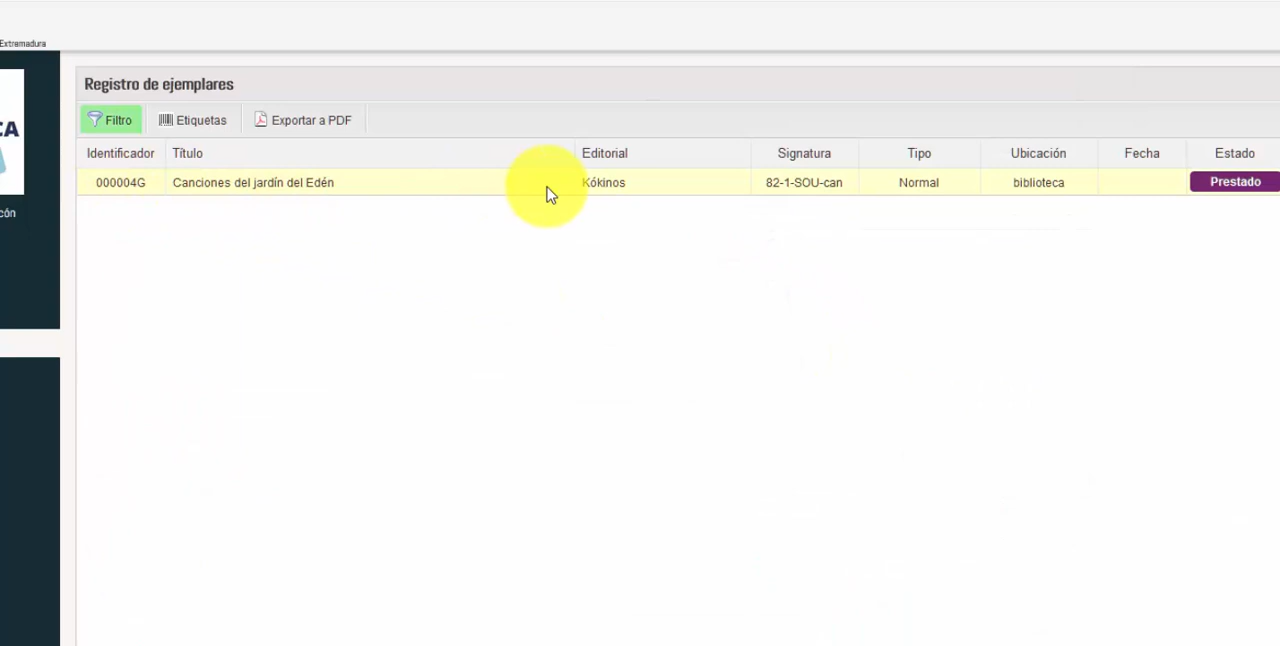 Extremadura
CA
cón
Registro de ejemplares
Filtro Etiquetas Exportar a PDF
Identificador Título Editorial Signatura Tipo Ubicación Fecha Estado
000004G Canciones del jardín del Edén Kókinos 82-1-SOU-can Normal biblioteca Prestado